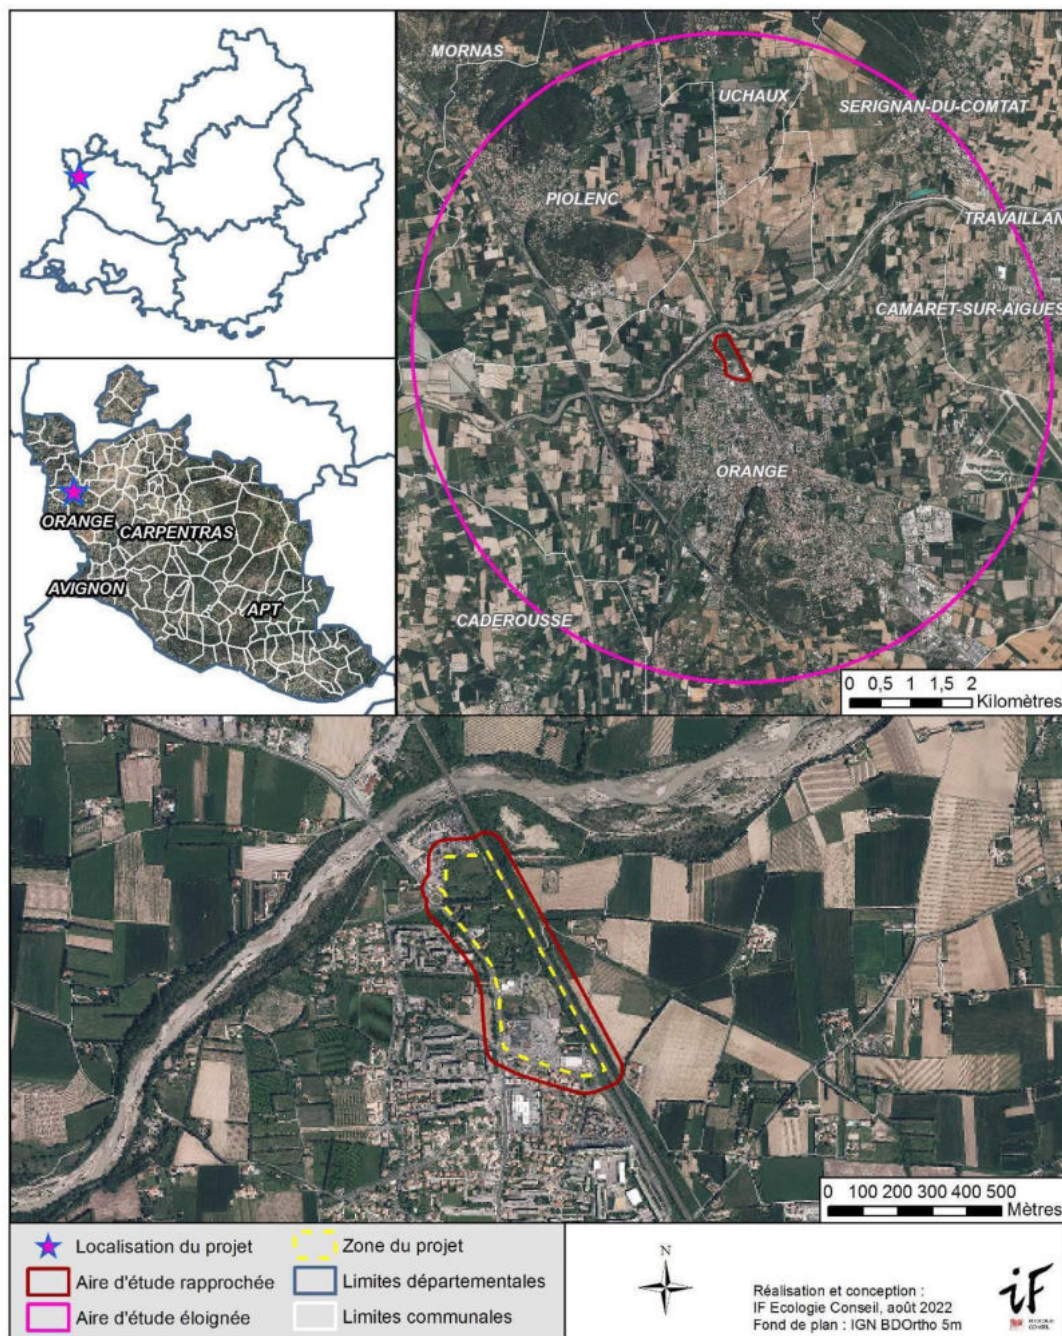 MORNAS
UCHAUX
SERIGNAN-DU-COMTAT
PIOLENC
TRAVAILLAN
CAMARET-SUR-AIGUES
ORANGE
CADEROUSSE
0 0,5 1 1,5 2
Kilomètres
ORANGE
CARPENTRAS
AVIGNON
APT
0 100 200 300 400 500
Mètres
Localisation du projet
Zone du projet
Aire d'étude rapprochée
Limites départementales
Aire d'étude éloignée
Limites communales
N
Réalisation et conception :
IF Ecologie Conseil, août 2022
Fond de plan : IGN BDOrtho 5m
iF
CONSEIL